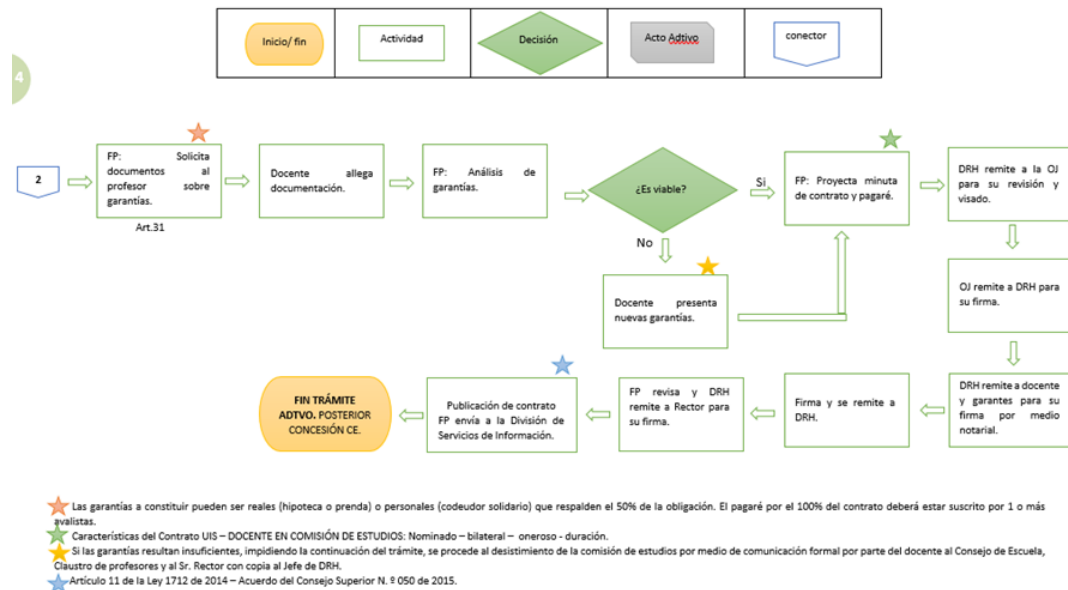 Inicio/ fin
Actividad
Decisión
Acto Adtivo
conector
4
2
FP: Solicita
documentos al
profesor sobre
garantías.
Art.31
Docente allega
documentación.
FP: Análisis de
garantías.
¿Es viable?
Si
No
FP: Proyecta minuta
de contrato y pagaré.
DRH remite a la OJ
para su revisión y
visado.
Docente presenta
nuevas garantías.
OJ remite a DRH para
su firma.
DRH remite a docente
y garantes para su
firma por medio
notarial.
Firma y se remite a
DRH.
FP revisa y DRH
remite a Rector para
su firma.
Publicación de contrato
FP envía a la División de
Servicios de Información.
FIN TRÁMITE
ADTVO. POSTERIOR
CONCESIÓN CE.
Las garantías a constituir pueden ser reales (hipoteca o prenda) o personales (codeudor solidario) que respalden el 50% de la obligación. El pagaré por el 100% del contrato deberá estar suscrito por 1 o más
avalistas.
Características del Contrato UIS – DOCENTE EN COMISIÓN DE ESTUDIOS: Nominado – bilateral – oneroso - duración.
Si las garantías resultan insuficientes, impidiendo la continuación del trámite, se procede al desistimiento de la comisión de estudios por medio de comunicación formal por parte del docente al Consejo de Escuela,
Claustro de profesores y al Sr. Rector con copia al Jefe de DRH.
Artículo 11 de la Ley 1712 de 2014 – Acuerdo del Consejo Superior N. º 050 de 2015.